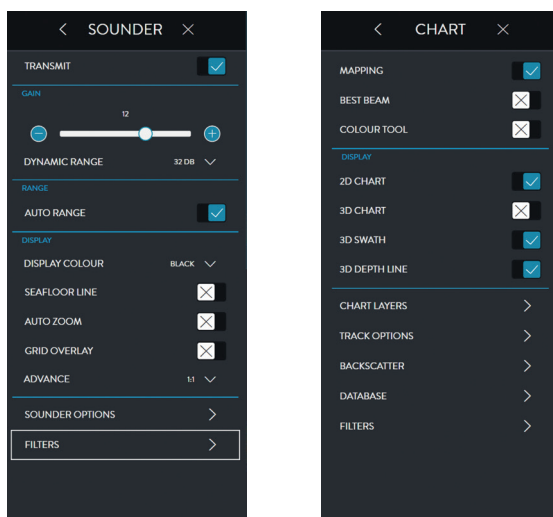 SOUNDER
TRANSMIT
GAIN
12
DYNAMIC RANGE 32 DB
RANGE
AUTO RANGE
DISPLAY
DISPLAY COLOUR BLACK
SEAFLOOR LINE
AUTO ZOOM
GRID OVERLAY
ADVANCE 1:1
SOUNDER OPTIONS
FILTERS
CHART
MAPPING
BEST BEAM
COLOUR TOOL
DISPLAY
2D CHART
3D CHART
3D SWATH
3D DEPTH LINE
CHART LAYERS
TRACK OPTIONS
BACKSCATTER
DATABASE
FILTERS